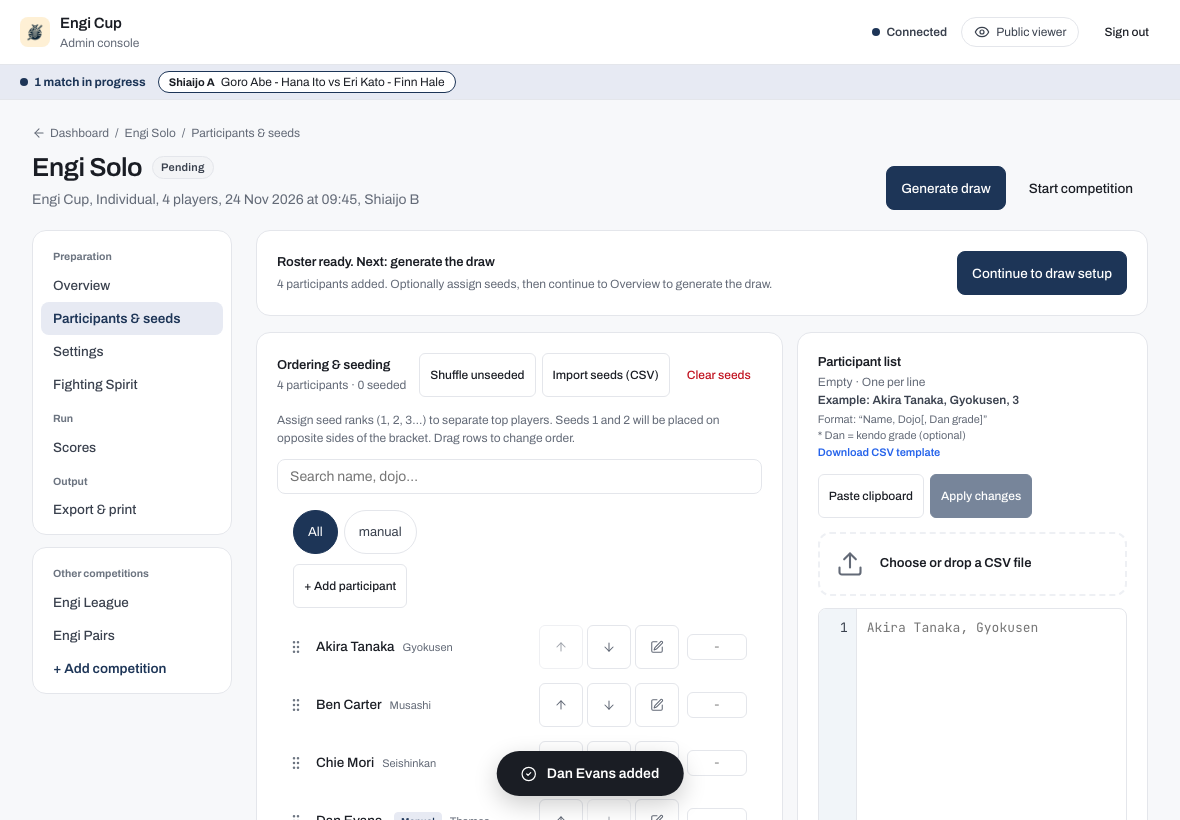 Engi Cup
Admin console
Connected
Public viewer
Sign out
1 match in progress
Shiaijo A Goro Abe - Hana Ito vs Eri Kato - Finn Hale
Dashboard / Engi Solo / Participants & seeds
Engi Solo
Pending
Engi Cup, Individual, 4 players, 24 Nov 2026 at 09:45, Shiaijo B
Generate draw
Start competition
Preparation
Overview
Participants & seeds
Settings
Fighting Spirit
Run
Scores
Output
Export & print
Other competitions
Engi League
Engi Pairs
+ Add competition
Roster ready. Next: generate the draw
4 participants added. Optionally assign seeds, then continue to Overview to generate the draw.
Continue to draw setup
Ordering & seeding
4 participants · 0 seeded
Shuffle unseeded
Import seeds (CSV)
Clear seeds
Assign seed ranks (1, 2, 3…) to separate top players. Seeds 1 and 2 will be placed on
opposite sides of the bracket. Drag rows to change order.
Search name, dojo...
All
manual
+ Add participant
Akira Tanaka Gyokusen
-
Ben Carter Musashi
-
Chie Mori Seishinkan
-
Dan Evans Manual Thames
Dan Evans added
Participant list
Empty · One per line
Example: Akira Tanaka, Gyokusen, 3
Format: “Name, Dojo[, Dan grade]”
* Dan = kendo grade (optional)
Download CSV template
Paste clipboard
Apply changes
Choose or drop a CSV file
1 Akira Tanaka, Gyokusen